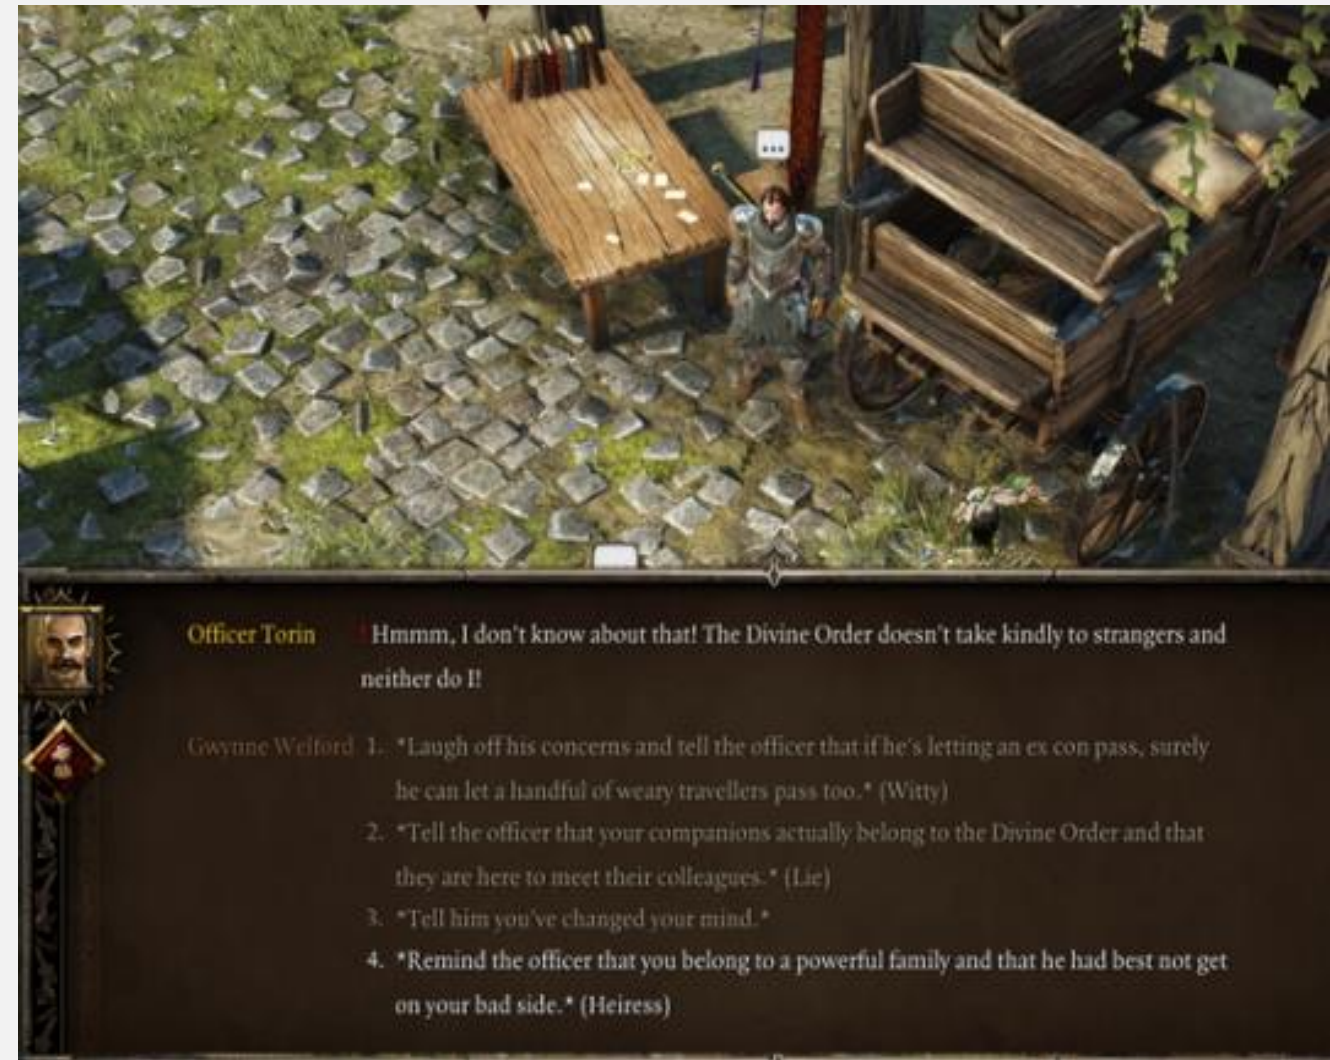 Officer Torin Hmmm, I don't know about that! The Divine Order doesn't take kindly to strangers and
neither do I!
Gwynne Welford 1. *Laugh off his concerns and tell the officer that if he's letting an ex con pass, surely
he can let a handful of weary travellers pass too.* (Witty)
2. *Tell the officer that your companions actually belong to the Divine Order and that
they are here to meet their colleagues.* (Lie)
3. *Tell him you've changed your mind.*
4. *Remind the officer that you belong to a powerful family and that he had best not get
on your bad side.* (Heiress)